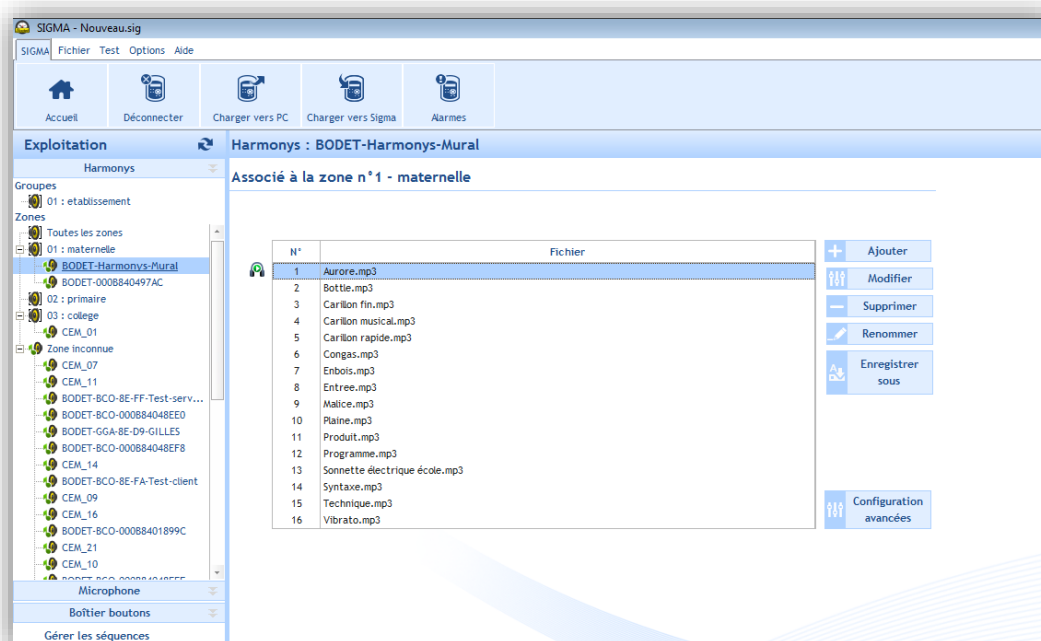 SIGMA - Nouveau.sig
SIGMA Fichier Test Options Aide
Accueil Déconnecter Charger vers PC Charger vers Sigma Alarmes
Exploitation
Harmonys
Groupes
01 : etablissement
Zones
Toutes les zones
01 : maternelle
BODET-Harmonys-Mural
BODET-000B840497AC
02 : primaire
03 : college
CEM_01
Zone inconnue
CEM_07
CEM_11
BODET-BCO-8E-FF-Test-serv...
BODET-BCO-000B84048EE0
BODET-GGA-8E-D9-GILLES
BODET-BCO-000B84048EF8
CEM_14
BODET-BCO-8E-FA-Test-client
CEM_09
CEM_16
BODET-BCO-000B8401899C
CEM_21
CEM_10
Microphone
Boîtier boutons
Gérer les séquences
Harmonys : BODET-Harmonys-Mural
Associé à la zone n°1 - maternelle
N° Fichier
1 Aurore.mp3
2 Bottle.mp3
3 Carillon fin.mp3
4 Carillon musical.mp3
5 Carillon rapide.mp3
6 Congas.mp3
7 Enbois.mp3
8 Entree.mp3
9 Malice.mp3
10 Plaine.mp3
11 Produit.mp3
12 Programme.mp3
13 Sonnette électrique école.mp3
14 Syntaxe.mp3
15 Technique.mp3
16 Vibrato.mp3
Ajouter
Modifier
Supprimer
Renommer
Enregistrer
sous
Configuration
avancées